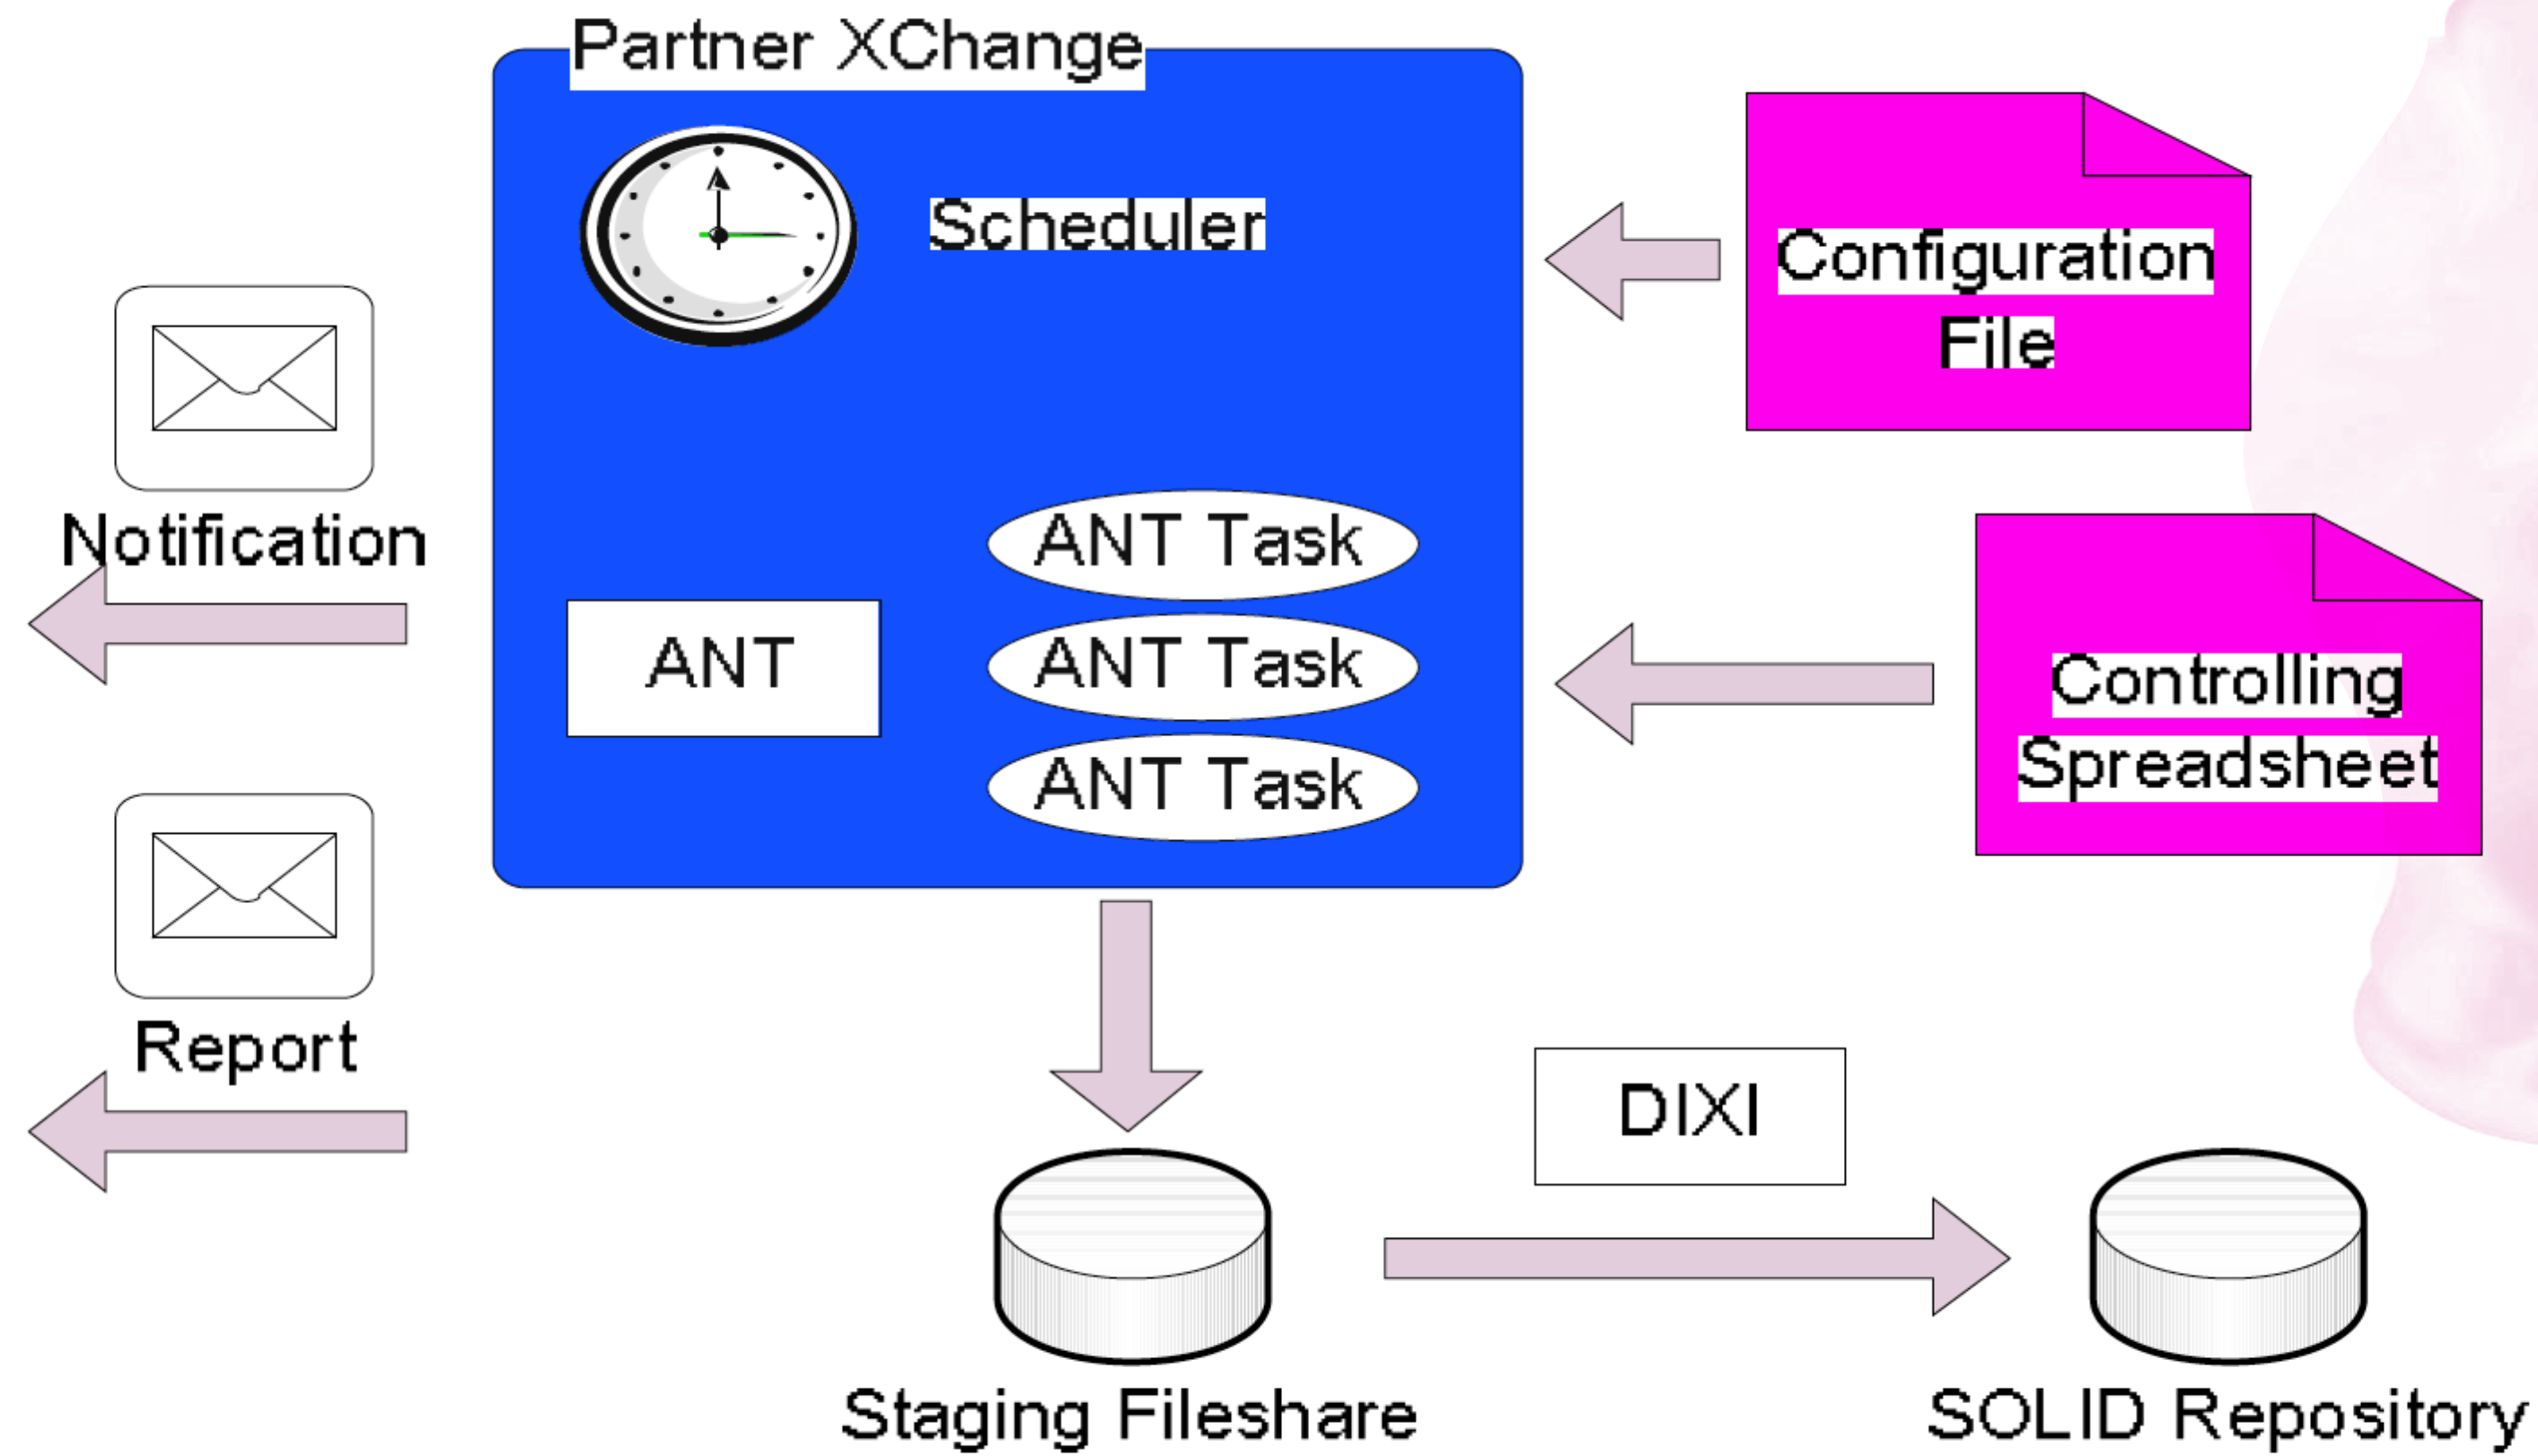 Partner XChange
Scheduler
Configuration
File
Notification
ANT Task
ANT
ANT Task
ANT Task
Controlling
Spreadsheet
Report
DIXI
Staging Fileshare
SOLID Repository